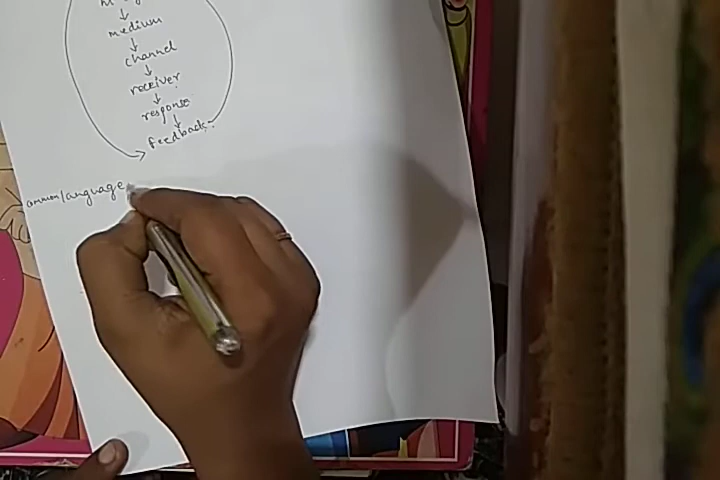 medium
↓
channel
↓
receiver
↓
response
↓
Feedback
language